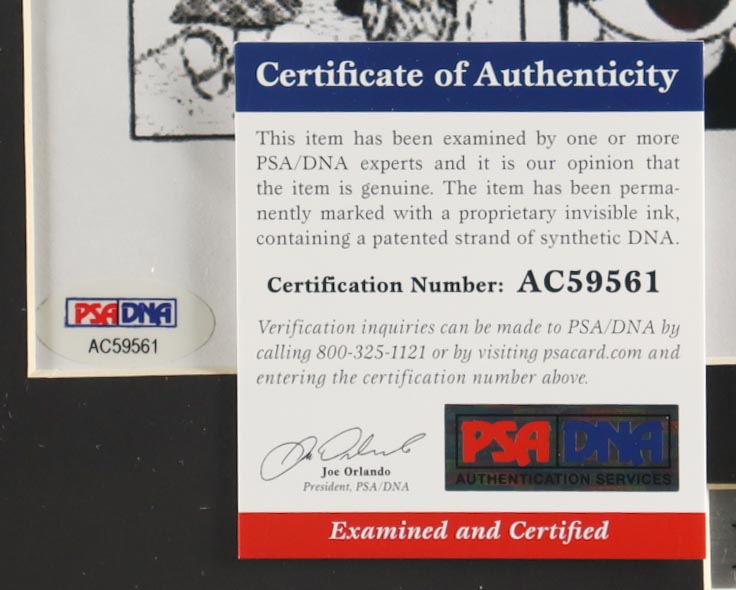 Certificate of Authenticity
This item has been examined by one or more
PSA/DNA experts and it is our opinion that
the item is genuine. The item has been perma-
nently marked with a proprietary invisible ink,
containing a patented strand of synthetic DNA.
Certification Number: AC59561
Verification inquiries can be made to PSA/DNA by
calling 800-325-1121 or by visiting psacard.com and
entering the certification number above.
Joe Orlando
Joe Orlando
President, PSA/DNA
PSA DNA
AUTHENTICATION SERVICES
Examined and Certified
PSA DNA
AC59561